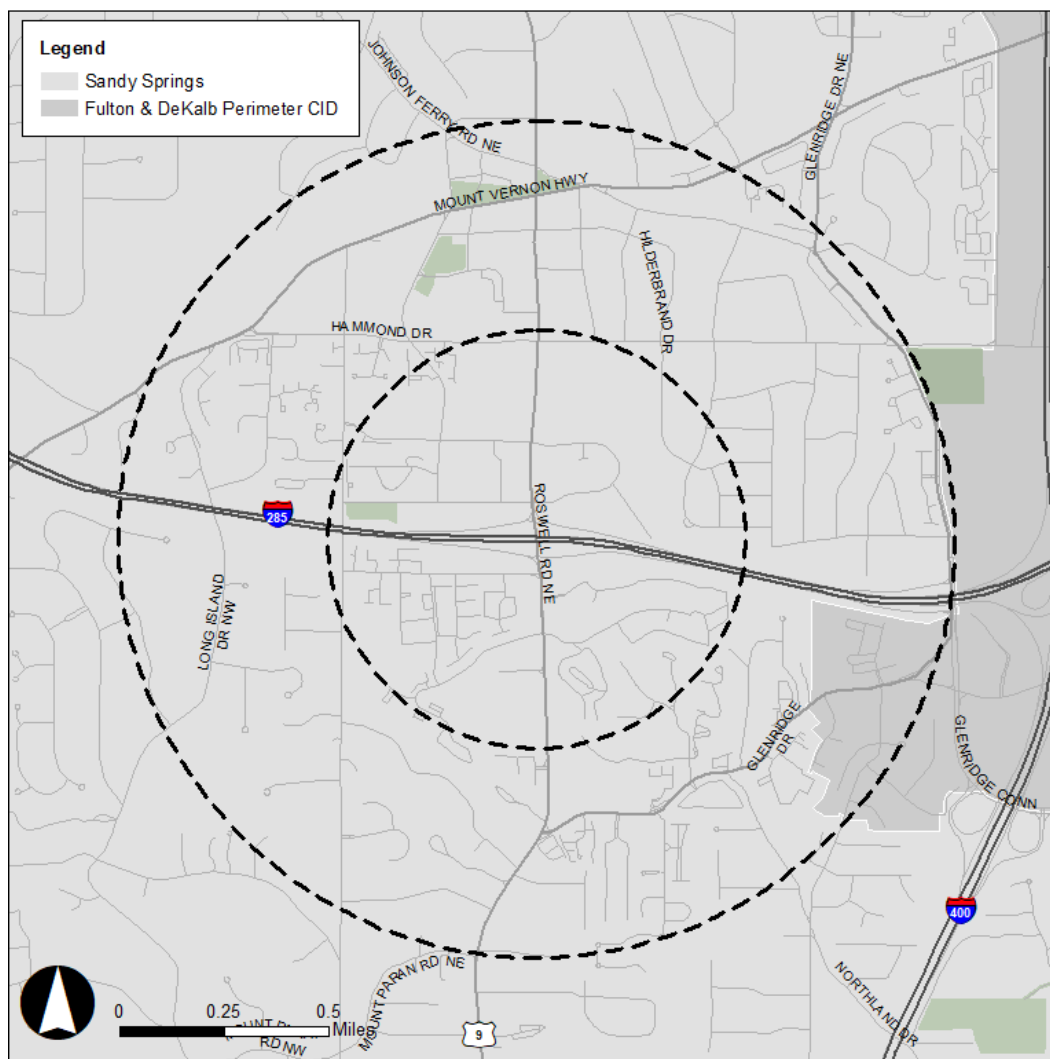 Legend
Sandy Springs
Fulton & DeKalb Perimeter CID
JOHNSON FERRY RD NE
GLENRIDGE DR NE
MOUNT VERNON HWY
HILDERBRAND DR
HAMMOND DR
285
ROSWELL RD NE
LONG ISLAND
DR NW
GLENRIDGE
DR
GLENRIDGE CONN
400
MOUNT PARAN RD NE
NORTHLAND DR
0 0.25 0.5
Miles
MOUNT
RD NW
9